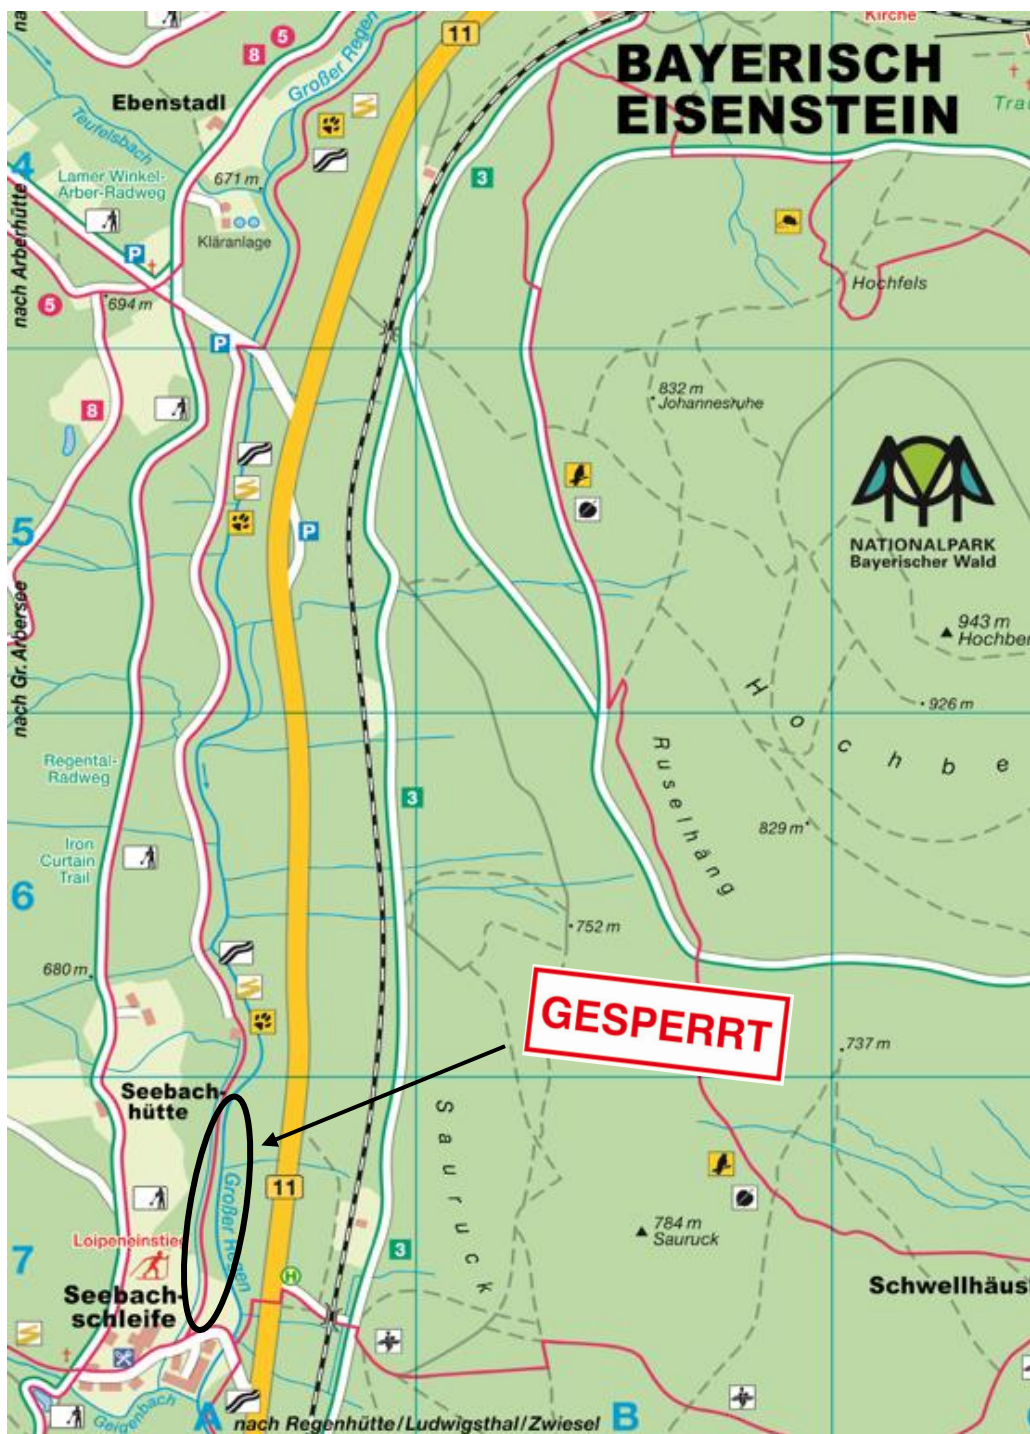 Kirche
11
BAYERISCH
EISENSTEIN
5
8
Großer Regen
Ebenstadl
Teufelsbach
Tra
4
Lamer Winkel-
Arber-Radweg
671 m
3
nach Arberhütte
Kläranlage
P
5
694 m
Hochfels
P
832 m
Johannesruhe
8
5
P
NATIONALPARK
Bayerischer Wald
nach Gr. Arbersee
943 m
Hochber
926 m
Hochbe
Regental-
Radweg
Ruselhäng
3
829 m
Iron
Curtain
Trail
6
752 m
680 m
GESPERRT
737 m
Seebach-
hütte
Sauruck
Großer Regen
11
784 m
Sauruck
Loipeneinstieg
7
3
H
Seebach-
schleife
Schwellhäus
Geigenbach
A
nach Regenhütte/Ludwigsthal/Zwiesel
B